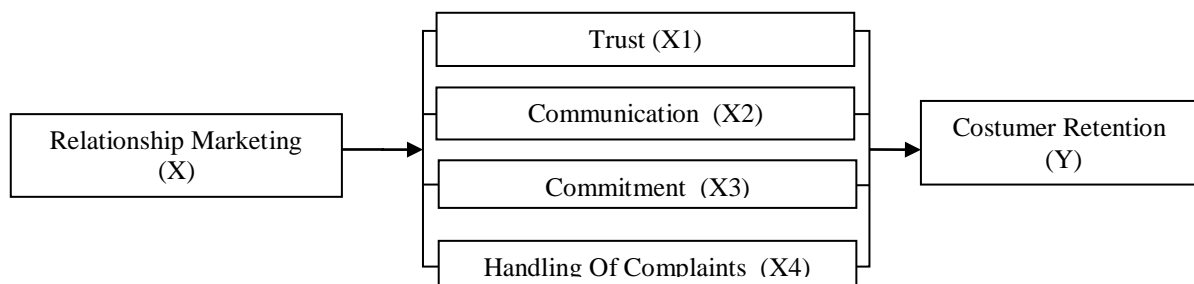 Relationship Marketing
(X)
Trust (X1)
Communication (X2)
Commitment (X3)
Handling Of Complaints (X4)
Costumer Retention
(Y)